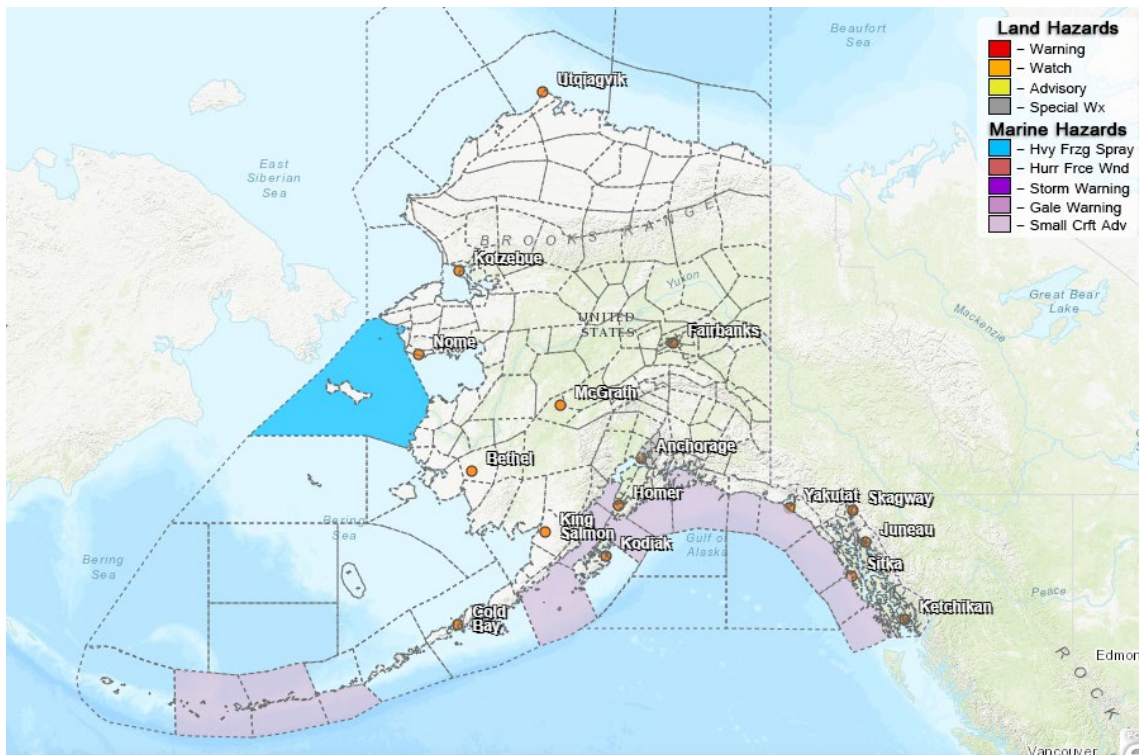 Land Hazards
– Warning
– Watch
– Advisory
– Special Wx
Marine Hazards
– Hvy Frzg Spray
– Hurr Frce Wnd
– Storm Warning
– Gale Warning
– Small Crft Adv
Beaufort
Sea
Utqiagvik
East
Siberian
Sea
BROOKS RANGE
Kotzebue
Yukon
Great Bear
Lake
Mackenzie
UNITED
STATES
Fairbanks
Nome
McGrath
Anchorage
Bethel
Homer
Yakutat
Skagway
King
Salmon
Juneau
Kodiak
Gulf of
Alaska
Bering
Sea
Bering
Sea
Sitka
Peace
Ketchikan
Cold
Bay
Edmon
ROCK
Vancouver